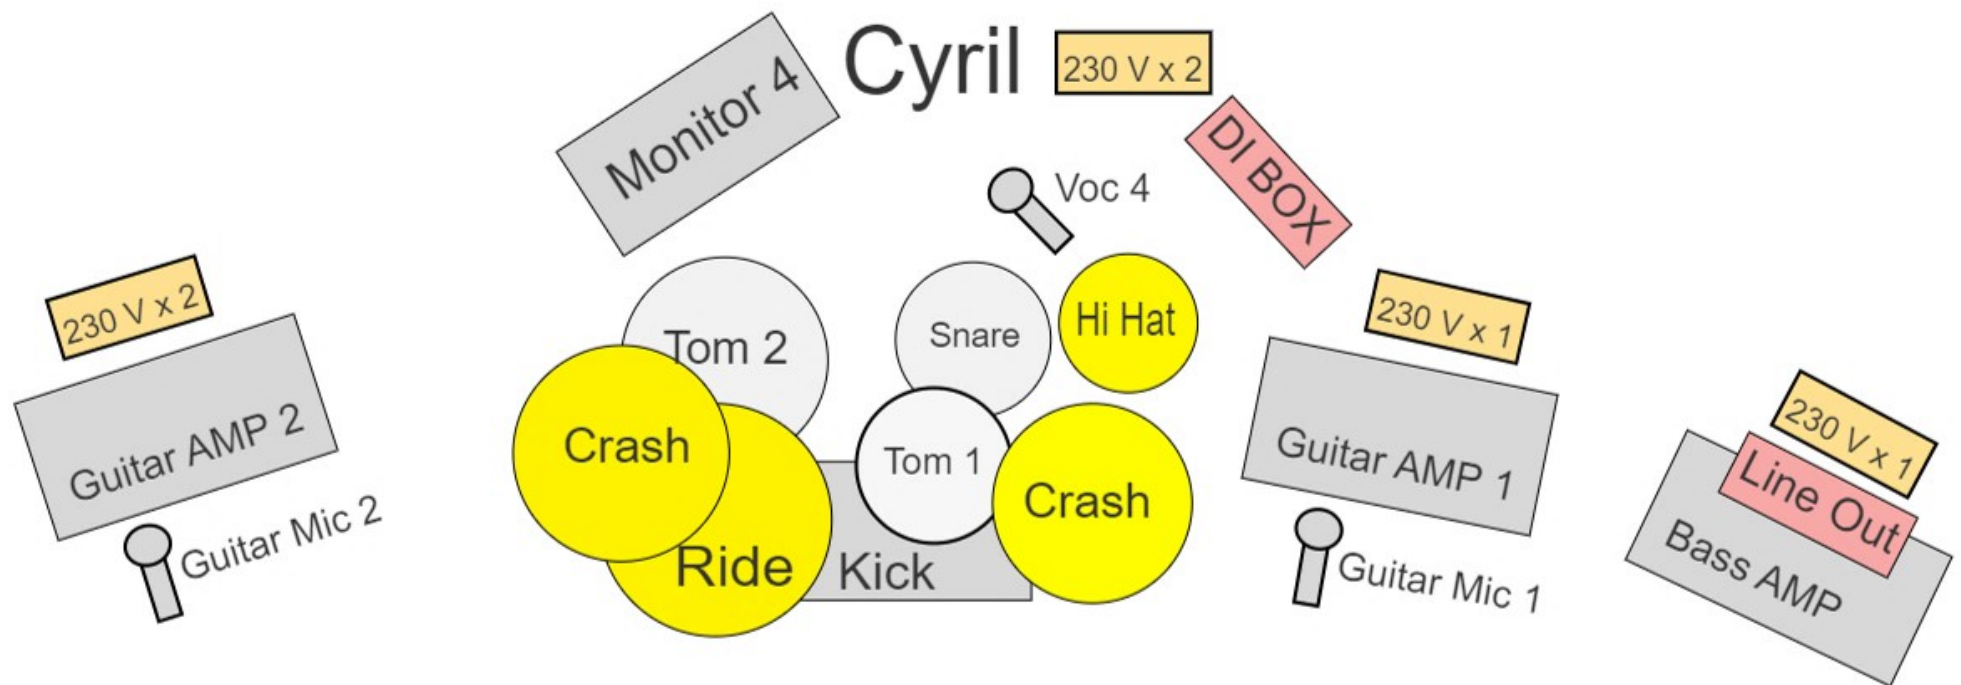 Cyril
230 V x 2
Monitor 4
DI BOX
Voc 4
230 V x 2
Guitar AMP 2
Guitar Mic 2
Tom 2
Snare
Hi Hat
Crash
Tom 1
Crash
Ride
Kick
230 V x 1
Guitar AMP 1
Guitar Mic 1
230 V x 1
Line Out
Bass AMP